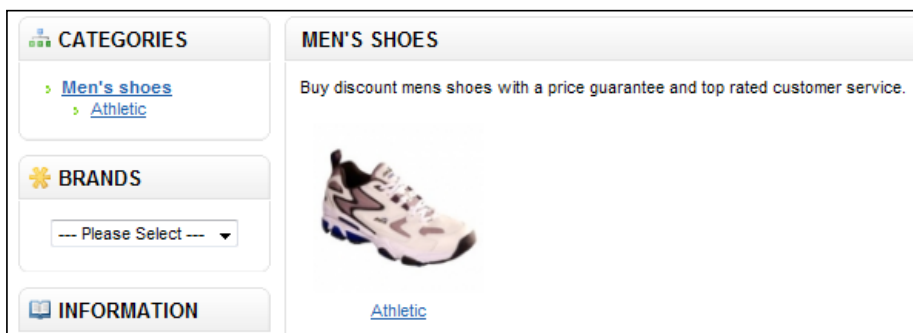 CATEGORIES
Men's shoes
Athletic
BRANDS
--- Please Select ---
INFORMATION
MEN'S SHOES
Buy discount mens shoes with a price guarantee and top rated customer service.
Athletic